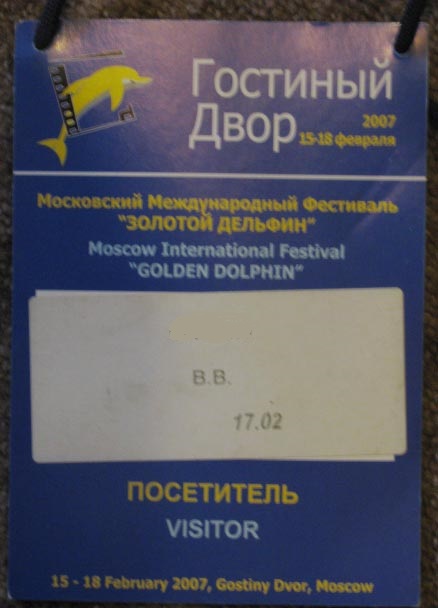 Гостиный
Двор
2007
15-18 февраля
Московский Международный Фестиваль
"ЗОЛОТОЙ ДЕЛЬФИН"
Moscow International Festival
"GOLDEN DOLPHIN"
В.В.
17.02
ПОСЕТИТЕЛЬ
VISITOR
15 - 18 February 2007, Gostiny Dvor, Moscow